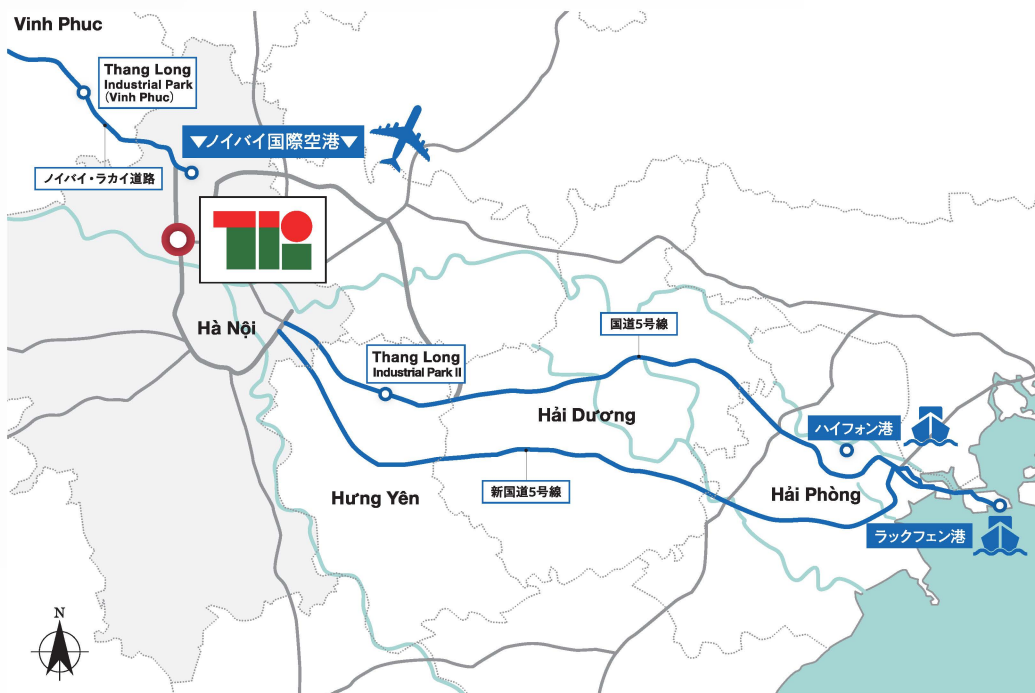 Vinh Phuc
Thang Long
Industrial Park
(Vinh Phuc)
▼ノイバイ国際空港▼
ノイバイ・ラカイ道路
TIP
Hà Nội
国道5号線
Thang Long
Industrial Park II
Hải Dương
ハイフォン港
新国道5号線
Hưng Yên
Hải Phòng
ラックフェン港
N